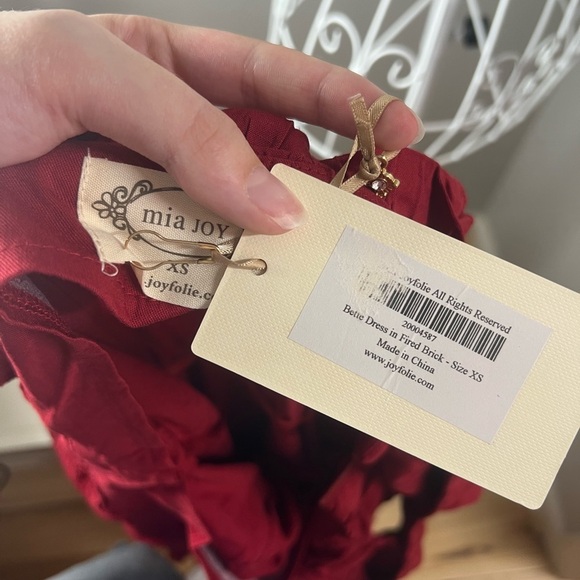 mia JOY
XS
.joyfolie.c
Joyfolie All Rights Reserved
20004587
Bette Dress in Fired Brick - Size XS
Made in China
www.joyfolie.com